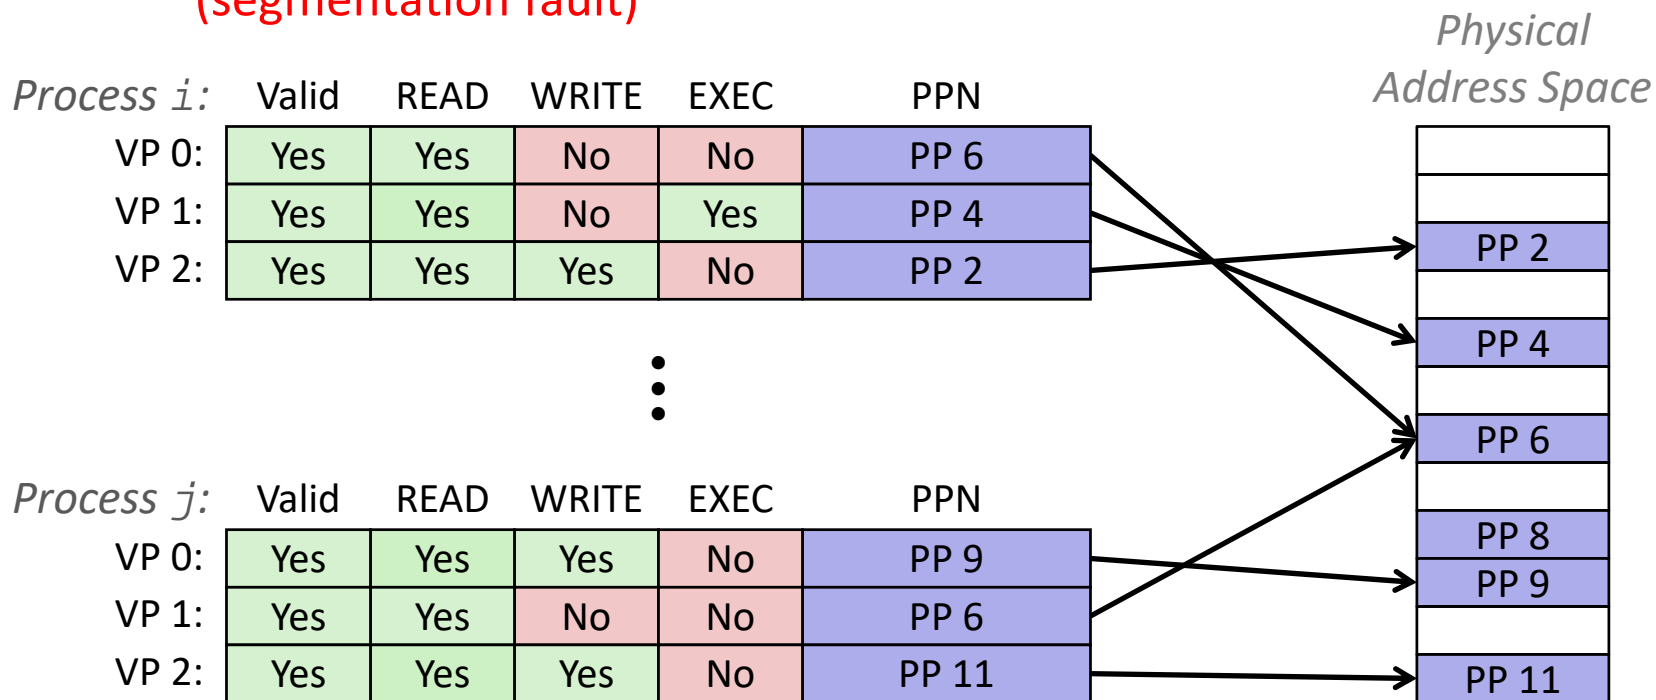 (segmentation fault)
Physical
Address Space
Process i: Valid READ WRITE EXEC PPN
VP 0: Yes Yes No No PP 6
VP 1: Yes Yes No Yes PP 4
VP 2: Yes Yes Yes No PP 2
PP 2
PP 4
PP 6
Process j: Valid READ WRITE EXEC PPN
VP 0: Yes Yes Yes No PP 9
VP 1: Yes Yes No No PP 6
VP 2: Yes Yes Yes No PP 11
PP 8
PP 9
PP 11